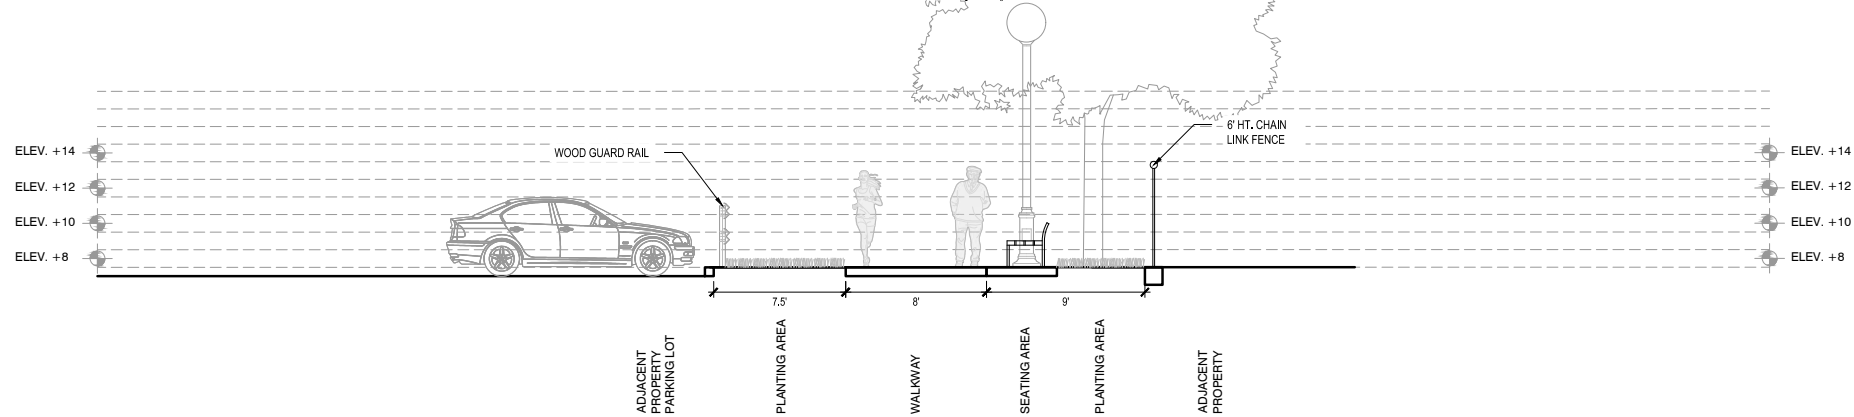 6' HT. CHAIN
LINK FENCE
WOOD GUARD RAIL
ELEV. +14
ELEV. +12
ELEV. +10
ELEV. +8
ELEV. +14
ELEV. +12
ELEV. +10
ELEV. +8
7.5'
8'
9'
ADJACENT
PROPERTY
PARKING LOT
PLANTING AREA
WALKWAY
SEATING AREA
PLANTING AREA
ADJACENT
PROPERTY